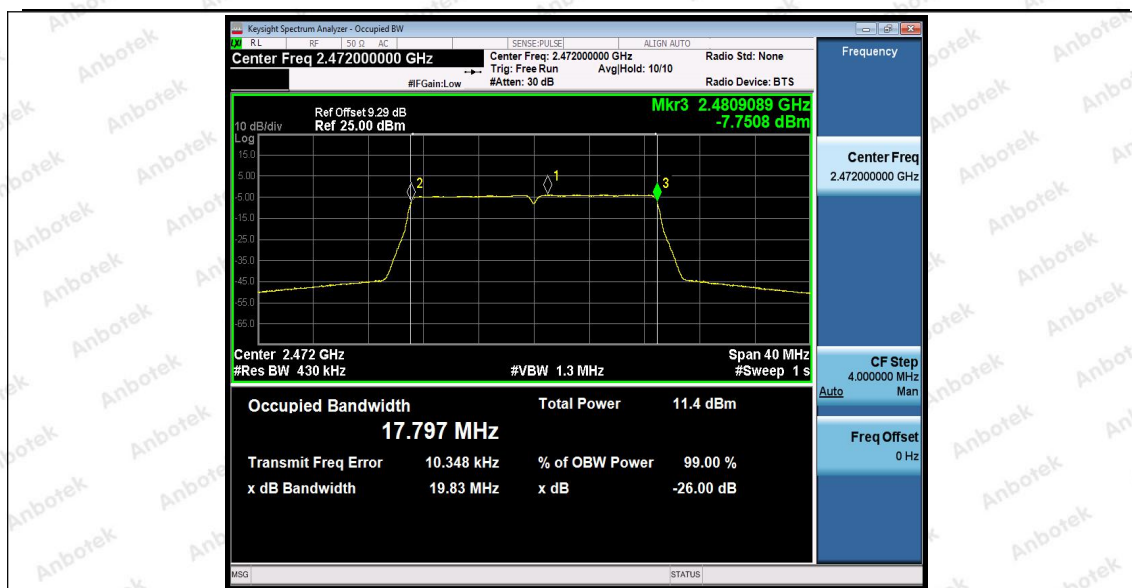 Keysight Spectrum Analyzer - Occupied BW
RL RF 50 Ω AC SENSE:PULSE ALIGN AUTO
Center Freq 2.472000000 GHz
Center Freq: 2.472000000 GHz Radio Std: None
Trig: Free Run Avg|Hold: 10/10
#IFGain:Low #Atten: 30 dB Radio Device: BTS
Mkr3 2.4809089 GHz
-7.7508 dBm
Ref Offset 9.29 dB
10 dB/div Ref 25.00 dBm
Log
15.0
5.00
-5.00
-15.0
-25.0
-35.0
-45.0
-55.0
-65.0
2
1
3
Center 2.472 GHz Span 40 MHz
#Res BW 430 kHz #VBW 1.3 MHz #Sweep 1 s
Occupied Bandwidth Total Power 11.4 dBm
17.797 MHz
Transmit Freq Error 10.348 kHz % of OBW Power 99.00 %
x dB Bandwidth 19.83 MHz x dB -26.00 dB
MSG STATUS
Frequency
Center Freq
2.472000000 GHz
CF Step
4.000000 MHz
Auto Man
Freq Offset
0 Hz
Anbotek